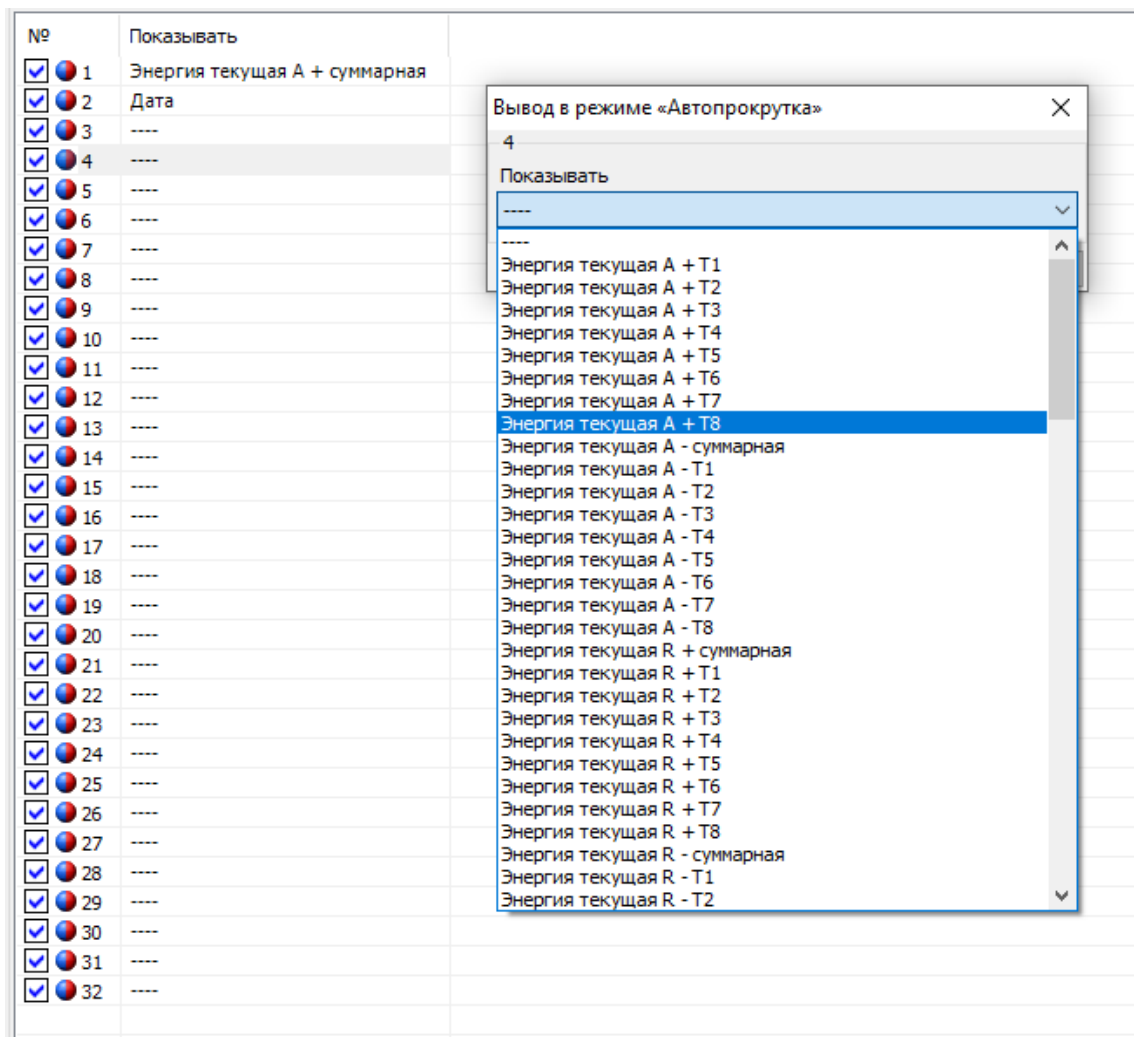 № Показывать
1 Энергия текущая А + суммарная
2 Дата
3 ----
4 ----
5 ----
6 ----
7 ----
8 ----
9 ----
10 ----
11 ----
12 ----
13 ----
14 ----
15 ----
16 ----
17 ----
18 ----
19 ----
20 ----
21 ----
22 ----
23 ----
24 ----
25 ----
26 ----
27 ----
28 ----
29 ----
30 ----
31 ----
32 ----
Вывод в режиме «Автопрокрутка»
4
Показывать
----
----
Энергия текущая А + Т1
Энергия текущая А + Т2
Энергия текущая А + Т3
Энергия текущая А + Т4
Энергия текущая А + Т5
Энергия текущая А + Т6
Энергия текущая А + Т7
Энергия текущая А + Т8
Энергия текущая А - суммарная
Энергия текущая А - Т1
Энергия текущая А - Т2
Энергия текущая А - Т3
Энергия текущая А - Т4
Энергия текущая А - Т5
Энергия текущая А - Т6
Энергия текущая А - Т7
Энергия текущая А - Т8
Энергия текущая R + суммарная
Энергия текущая R + Т1
Энергия текущая R + Т2
Энергия текущая R + Т3
Энергия текущая R + Т4
Энергия текущая R + Т5
Энергия текущая R + Т6
Энергия текущая R + Т7
Энергия текущая R + Т8
Энергия текущая R - суммарная
Энергия текущая R - Т1
Энергия текущая R - Т2